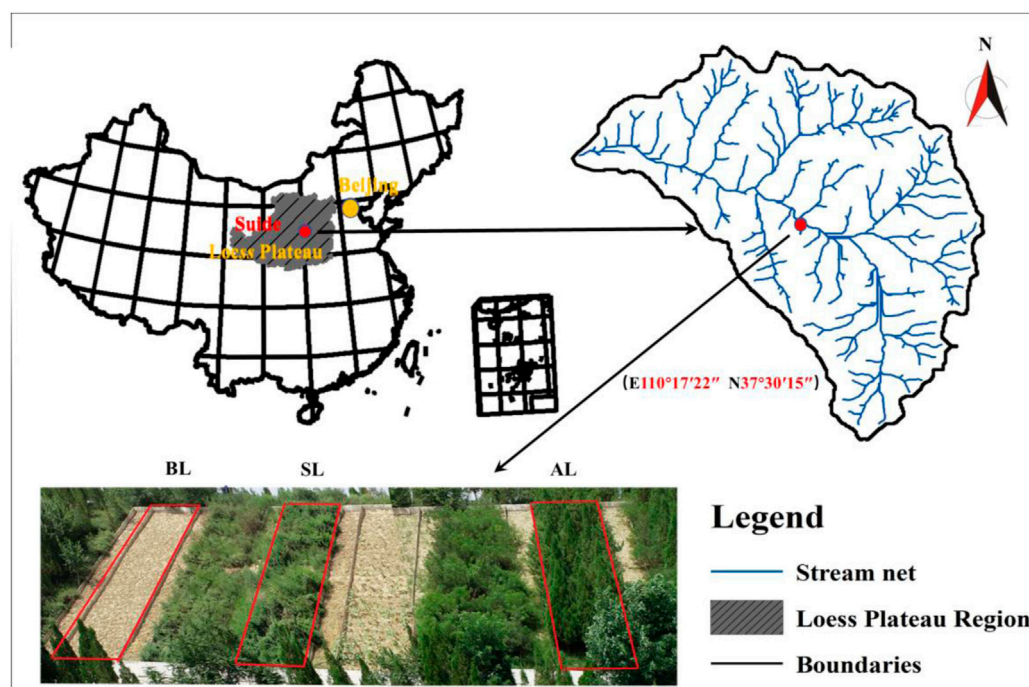 N
Beijing
Suide
Loess Plateau
(E110°17′22″ N37°30′15″)
BL SL AL
Legend
Stream net
Loess Plateau Region
Boundaries